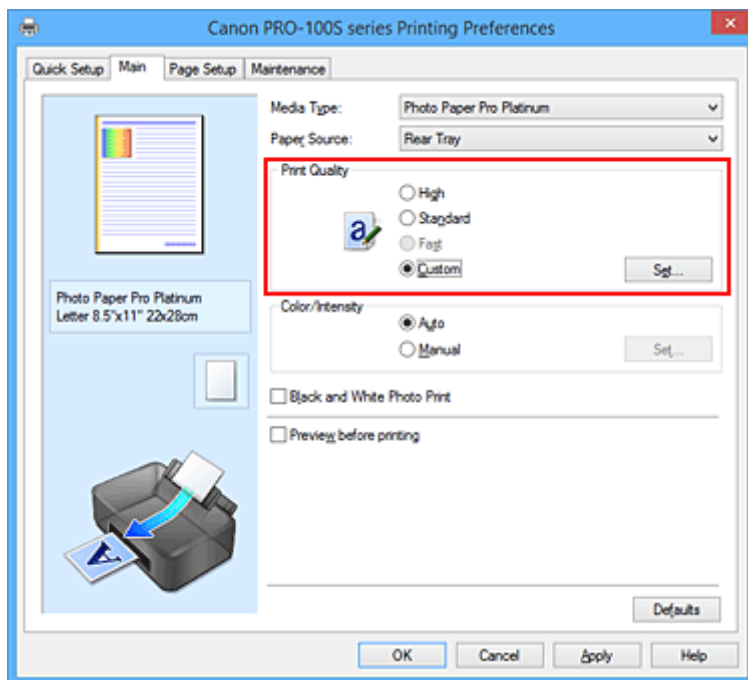 Canon PRO-100S series Printing Preferences
Quick Setup Main Page Setup Maintenance
Media Type: Photo Paper Pro Platinum
Paper Source: Rear Tray
Print Quality
High
Standard
a
Fast
Custom Set...
Photo Paper Pro Platinum
Letter 8.5"x11" 22x28cm
Color/Intensity
Auto
Manual Set...
Black and White Photo Print
Preview before printing
A
Defaults
OK Cancel Apply Help